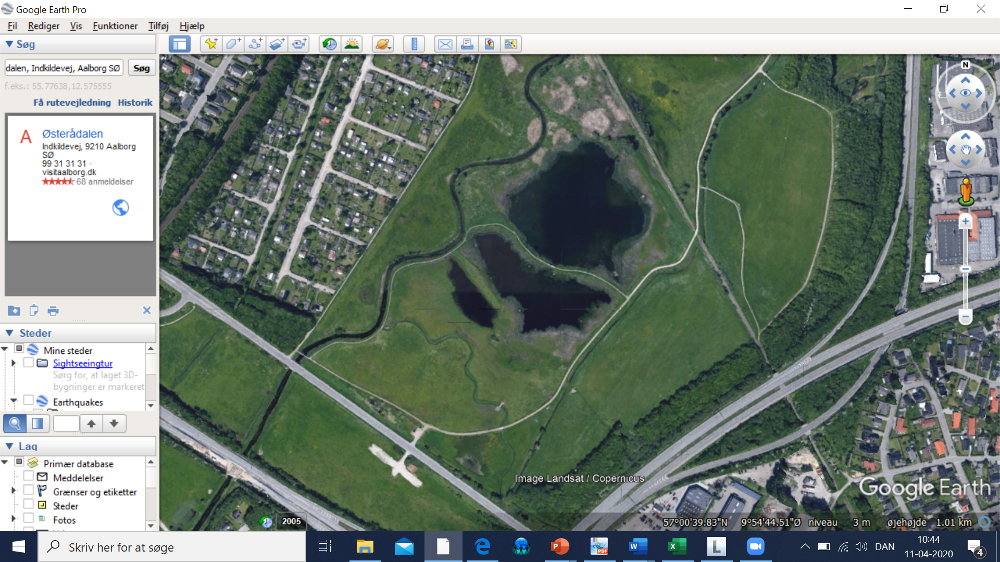 Google Earth Pro
Fil Rediger Vis Funktioner Tilføj Hjælp
Søg
dalen, Indkildevej, Aalborg SØ Søg
f.eks.: 55.77638,12.575555
Få rutevejledning Historik
A Østerådalen
Indkildevej, 9210 Aalborg
SØ
99 31 31 31 -
visitaalborg.dk
68 anmeldelser
Steder
Mine steder
Sightseeingtur
Sørg for, at laget 3D-
bygninger er markeret
Earthquakes
Lag
Primær database
Meddelelser
Grænser og etiketter
Steder
Fotos
N
Image Landsat / Copernicus
Google Earth
2005
57°00'39.83"N 9°54'44.51"Ø niveau 3 m øjehøjde 1.01 km
Skriv her for at søge
DAN
10:44
11-04-2020
4